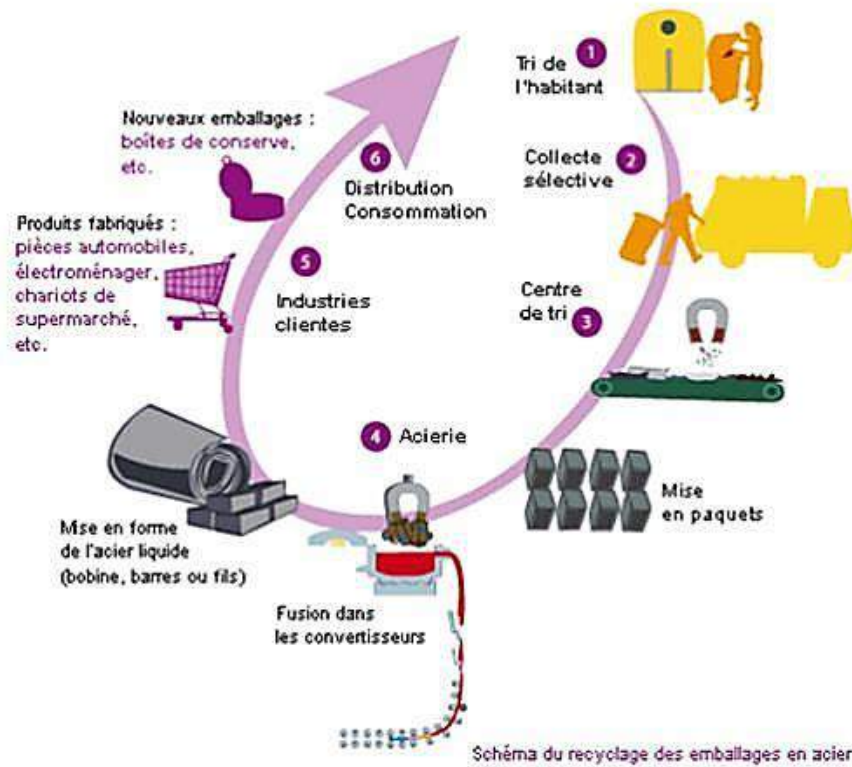 1
Tri de
l'habitant
2
Collecte
sélective
Centre
de tri 3
Mise
en paquets
4 Acierie
Fusion dans
les convertisseurs
Mise en forme
de l'acier liquide
(bobine, barres ou fils)
5
Industries
clientes
Produits fabriqués :
pièces automobiles,
électroménager,
chariots de
supermarché,
etc.
6
Distribution
Consommation
Nouveaux emballages :
boîtes de conserve,
etc.
Schéma du recyclage des emballages en acier